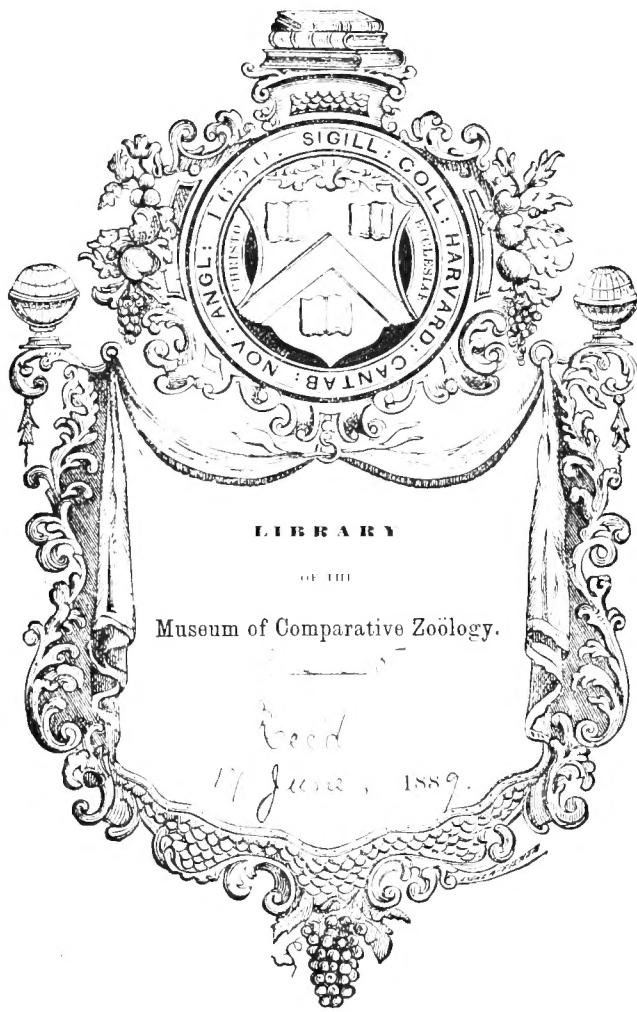 SIGILL: COLL: HARVARD: CANTAB: NOV: ANGL: 1650.
CHRISTO ECCLESIAE
LIBRARY
OF THE
Museum of Comparative Zoölogy.
Rec'd
17 June, 1889.